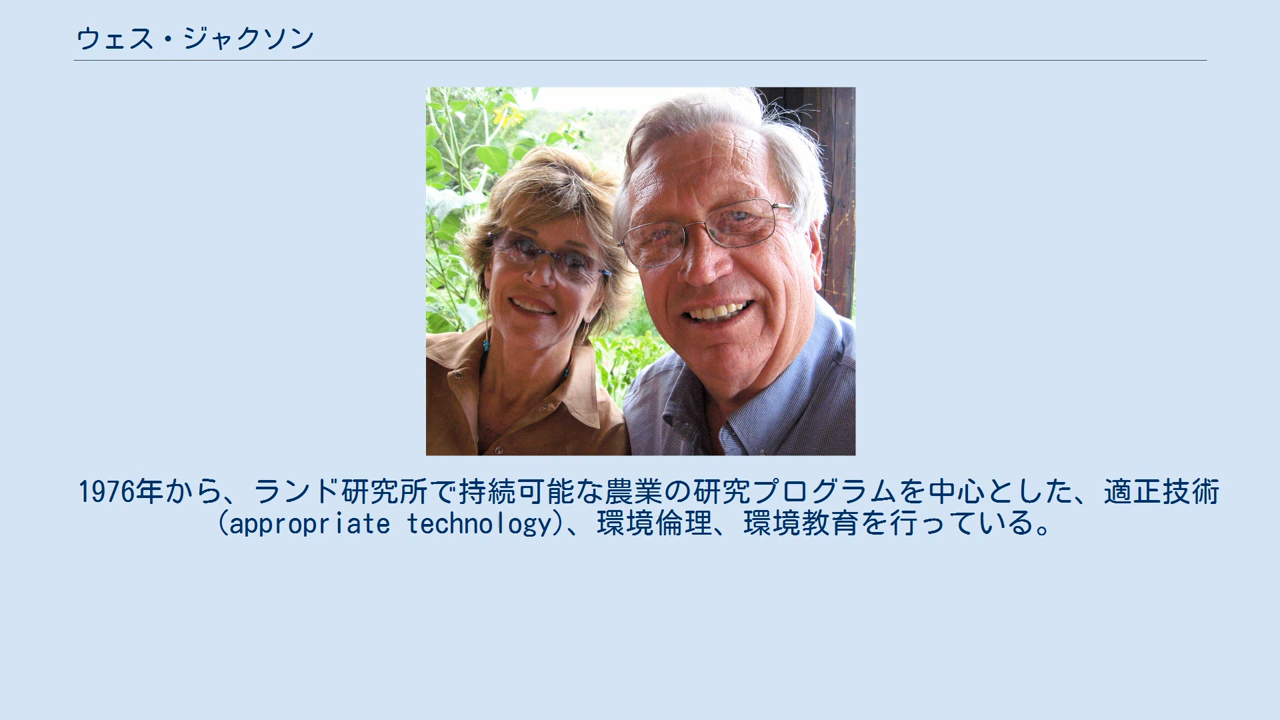 ウェス・ジャクソン
1976年から、ランド研究所で持続可能な農業の研究プログラムを中心とした、適正技術
(appropriate technology)、環境倫理、環境教育を行っている。